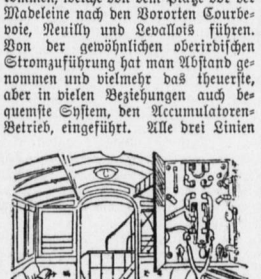 kommen, welche von dem Platze vor der
Madeleine nach den Vororten Courbe-
voie, Neuilly und Levallois führen.
Von der gewöhnlichen oberirdischen
Stromzuführung hat man Abstand ge-
nommen und vielmehr das theuerste,
aber in vielen Beziehungen auch be-
quemste System, den Accumulatoren-
Betrieb, eingeführt. Alle drei Linien